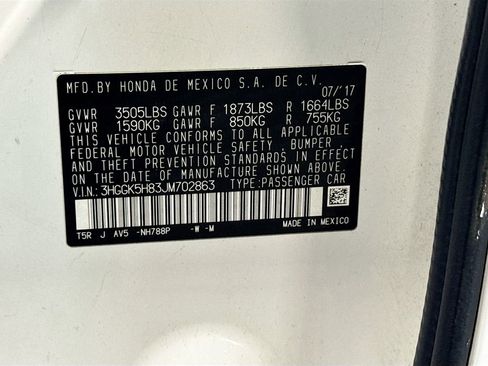 MFD.BY HONDA DE MEXICO S.A. DE C.V.
07/'17
GVWR 3505LBS GAWR F 1873LBS R 1664LBS
GVWR 1590KG GAWR F 850KG R 755KG
THIS VEHICLE CONFORMS TO ALL APPLICABLE
FEDERAL MOTOR VEHICLE SAFETY, BUMPER,
AND THEFT PREVENTION STANDARDS IN EFFECT
ON THE DATE OF MANUFACTURE SHOWN ABOVE.
V.I.N.: 3HGGK5H83JM702863 TYPE:PASSENGER CAR
T5R J AV5 -NH788P -W -M MADE IN MEXICO